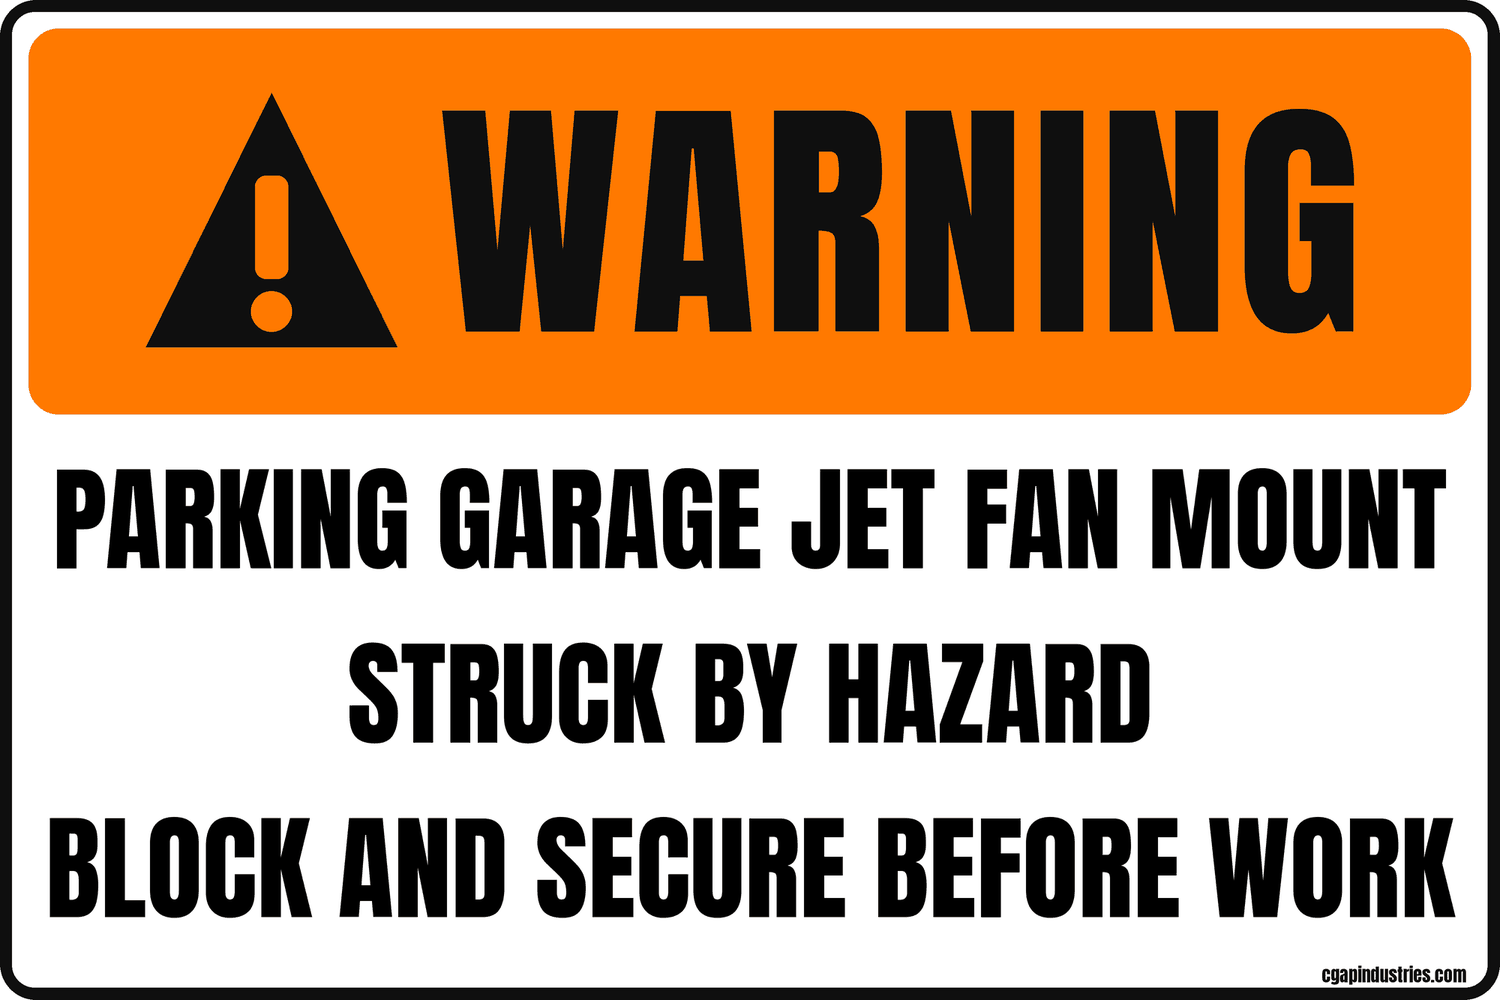 WARNING
PARKING GARAGE JET FAN MOUNT
STRUCK BY HAZARD
BLOCK AND SECURE BEFORE WORK
cgapindustries.com